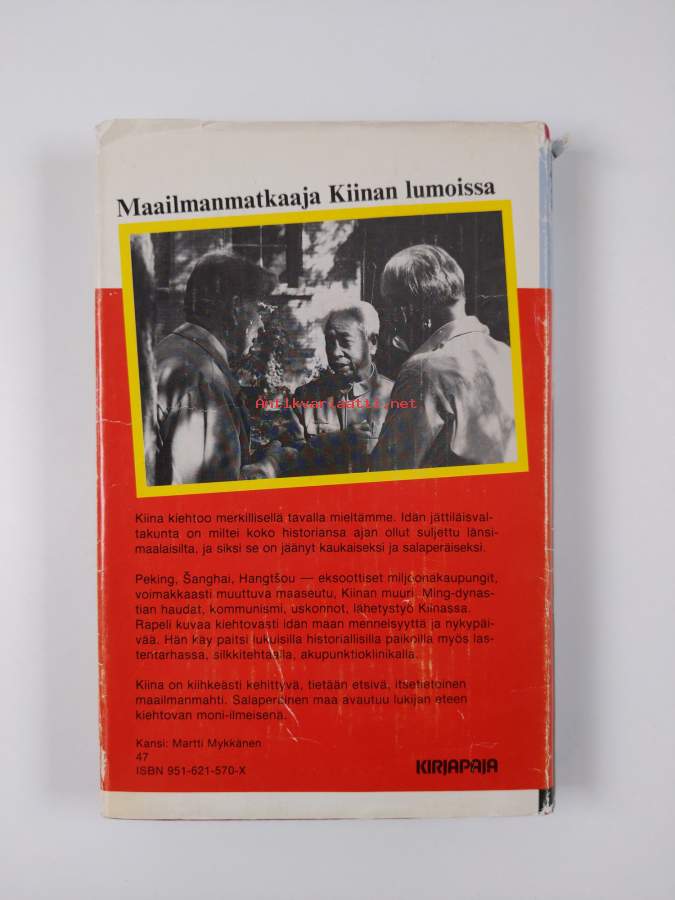 Maailmanmatkaaja Kiinan lumoissa
Antikvariaatti.net
Kiina kiehtoo merkillisellä tavalla mieltämme. Idän jättiläisval-
takunta on miltei koko historiansa ajan ollut suljettu länsi-
maalaisilta, ja siksi se on jäänyt kaukaiseksi ja salaperäiseksi.
Peking, Šanghai, Hangtšou — eksoottiset miljoonakaupungit,
voimakkaasti muuttuva maaseutu, Kiinan muuri. Ming-dynas-
tian haudat, kommunismi, uskonnot, lähetystyö Kiinassa.
Rapeli kuvaa kiehtovasti idän maan menneisyyttä ja nykypäi-
vää. Hän käy paitsi lukuisilla historiallisilla paikoilla myös las-
tentarhassa, silkkitehtaalla, akupunktioklinikalla.
Kiina on kiihkeästi kehittyvä, tietään etsivä, itsetietoinen
maailmanmahti. Salaperäinen maa avautuu lukijan eteen
kiehtovan moni-ilmeisenä.
Kansi: Martti Mykkänen
47
ISBN 951-621-570-X
KIRJAPAJA